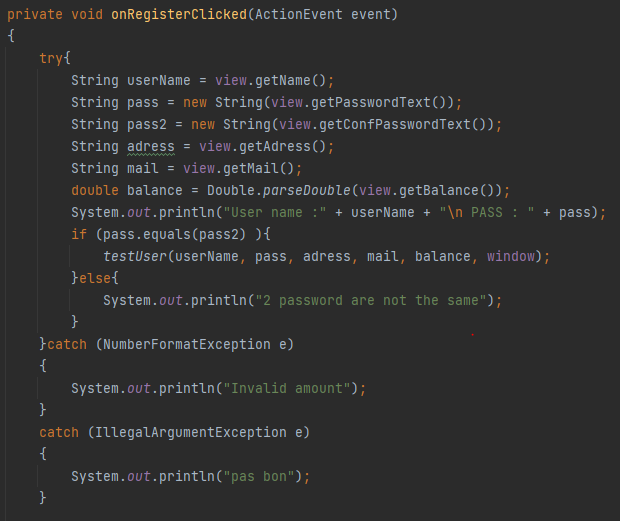 private void onRegisterClicked(ActionEvent event)
{
    try{
        String userName = view.getName();
        String pass = new String(view.getPasswordText());
        String pass2 = new String(view.getConfPasswordText());
        String adress = view.getAdress();
        String mail = view.getMail();
        double balance = Double.parseDouble(view.getBalance());
        System.out.println("User name :" + userName + "\n PASS : " + pass);
        if (pass.equals(pass2) ){
            testUser(userName, pass, adress, mail, balance, window);
        }else{
            System.out.println("2 password are not the same");
        }
    }catch (NumberFormatException e)
    {
        System.out.println("Invalid amount");
    }
    catch (IllegalArgumentException e)
    {
        System.out.println("pas bon");
    }